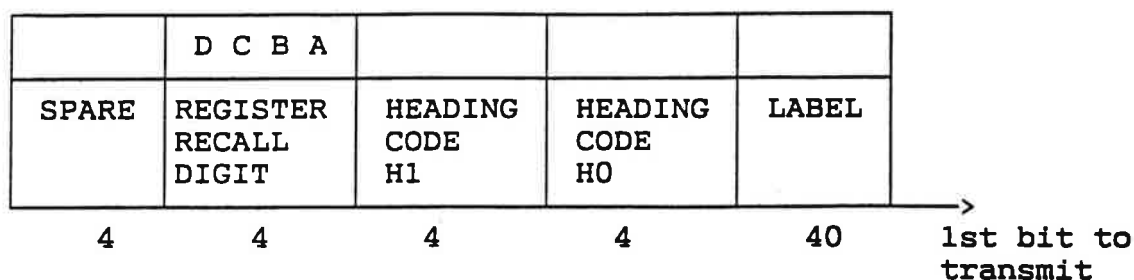 D C B A
SPARE REGISTER HEADING HEADING LABEL
RECALL CODE CODE
DIGIT H1 H0
4 4 4 4 40 1st bit to
transmit